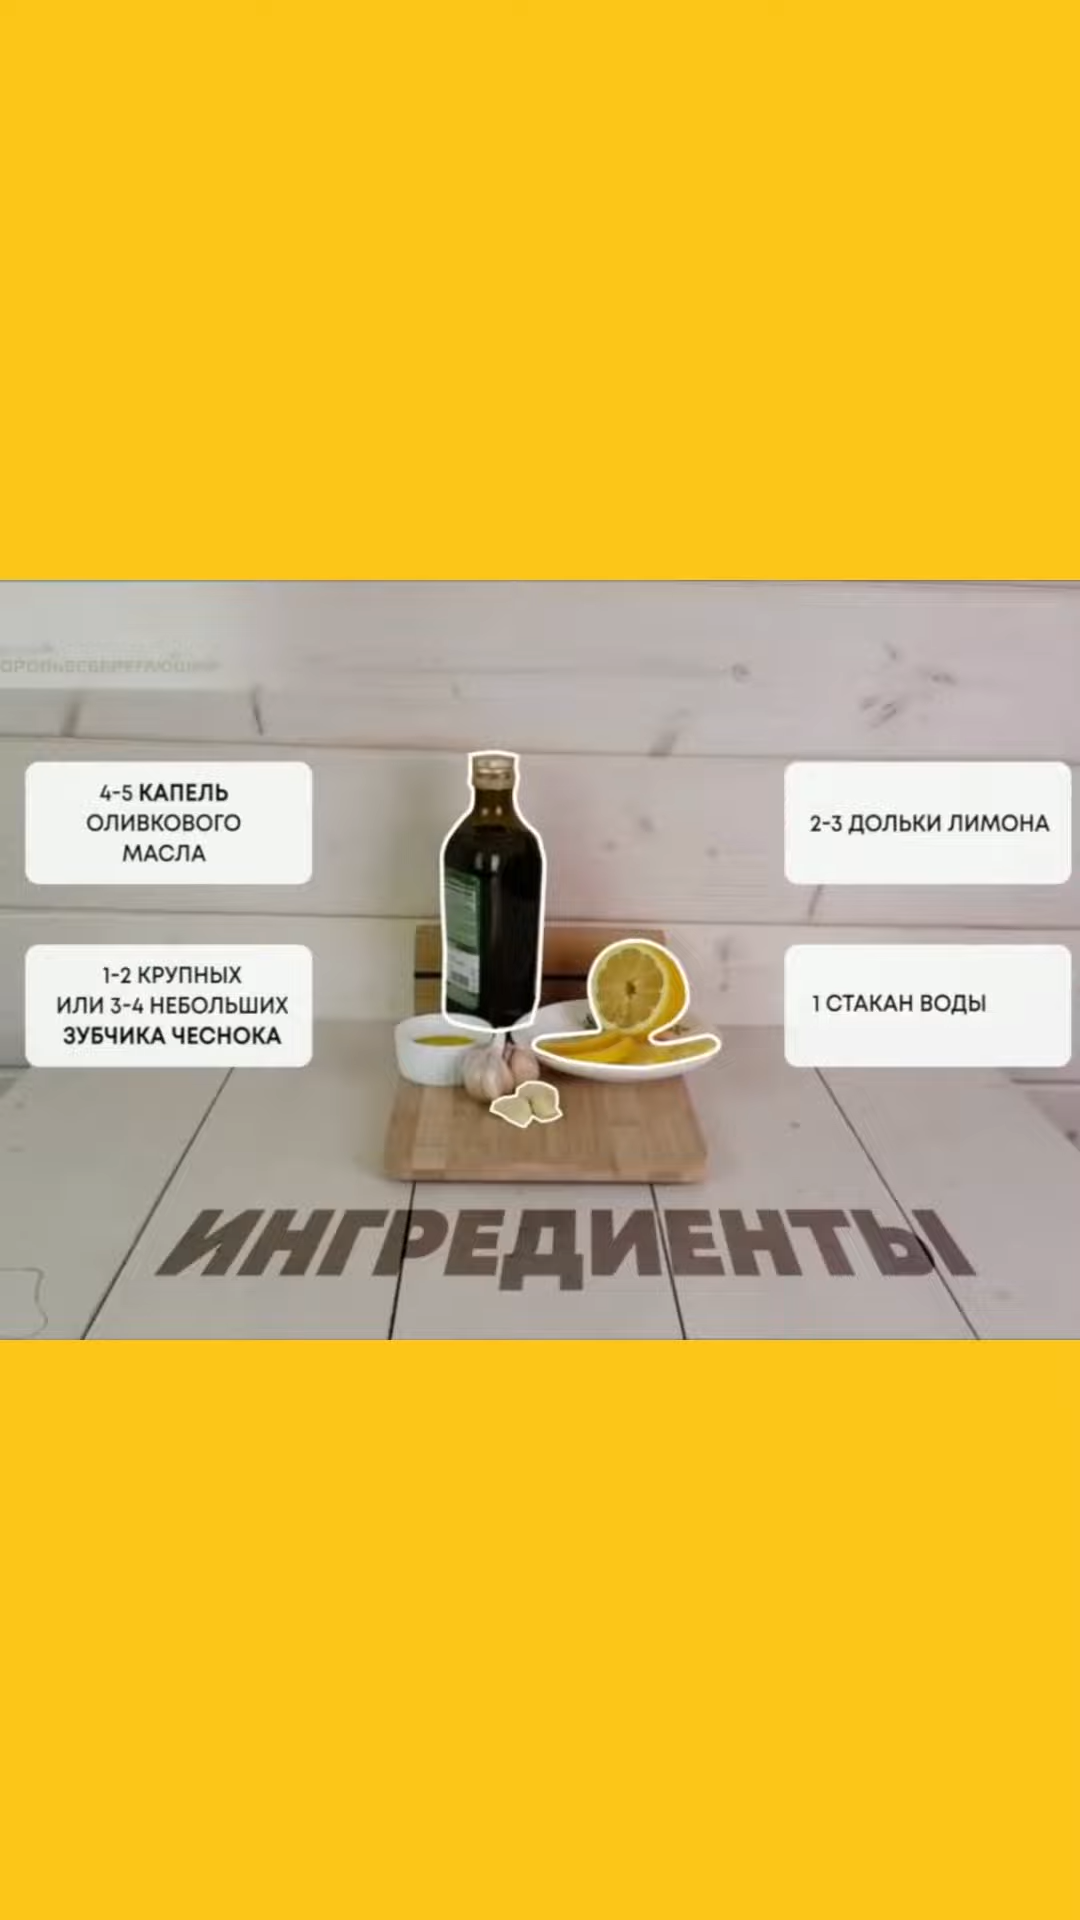 4-5 КАПЕЛЬ
ОЛИВКОВОГО
МАСЛА
2-3 ДОЛЬКИ ЛИМОНА
1-2 КРУПНЫХ
ИЛИ 3-4 НЕБОЛЬШИХ
ЗУБЧИКА ЧЕСНОКА
1 СТАКАН ВОДЫ
ИНГРЕДИЕНТЫ